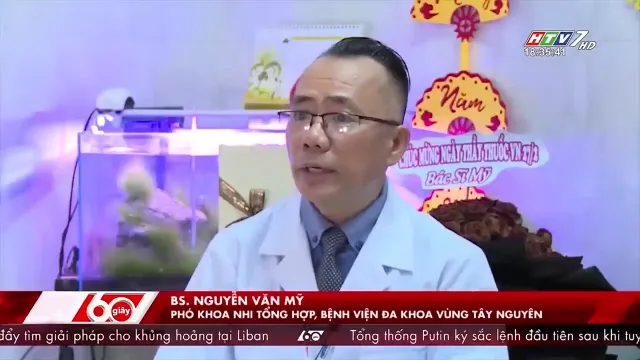 HTV7 HD
18:35:41
Năm
CHÚC MỪNG NGÀY THẦY THUỐC VN 27/2
Bác Sĩ Mỹ
60 giây
BS. NGUYỄN VĂN MỸ
PHÓ KHOA NHI TỔNG HỢP, BỆNH VIỆN ĐA KHOA VÙNG TÂY NGUYÊN
đẩy tìm giải pháp cho khủng hoảng tại Liban
60
Tổng thống Putin ký sắc lệnh đầu tiên sau khi tu